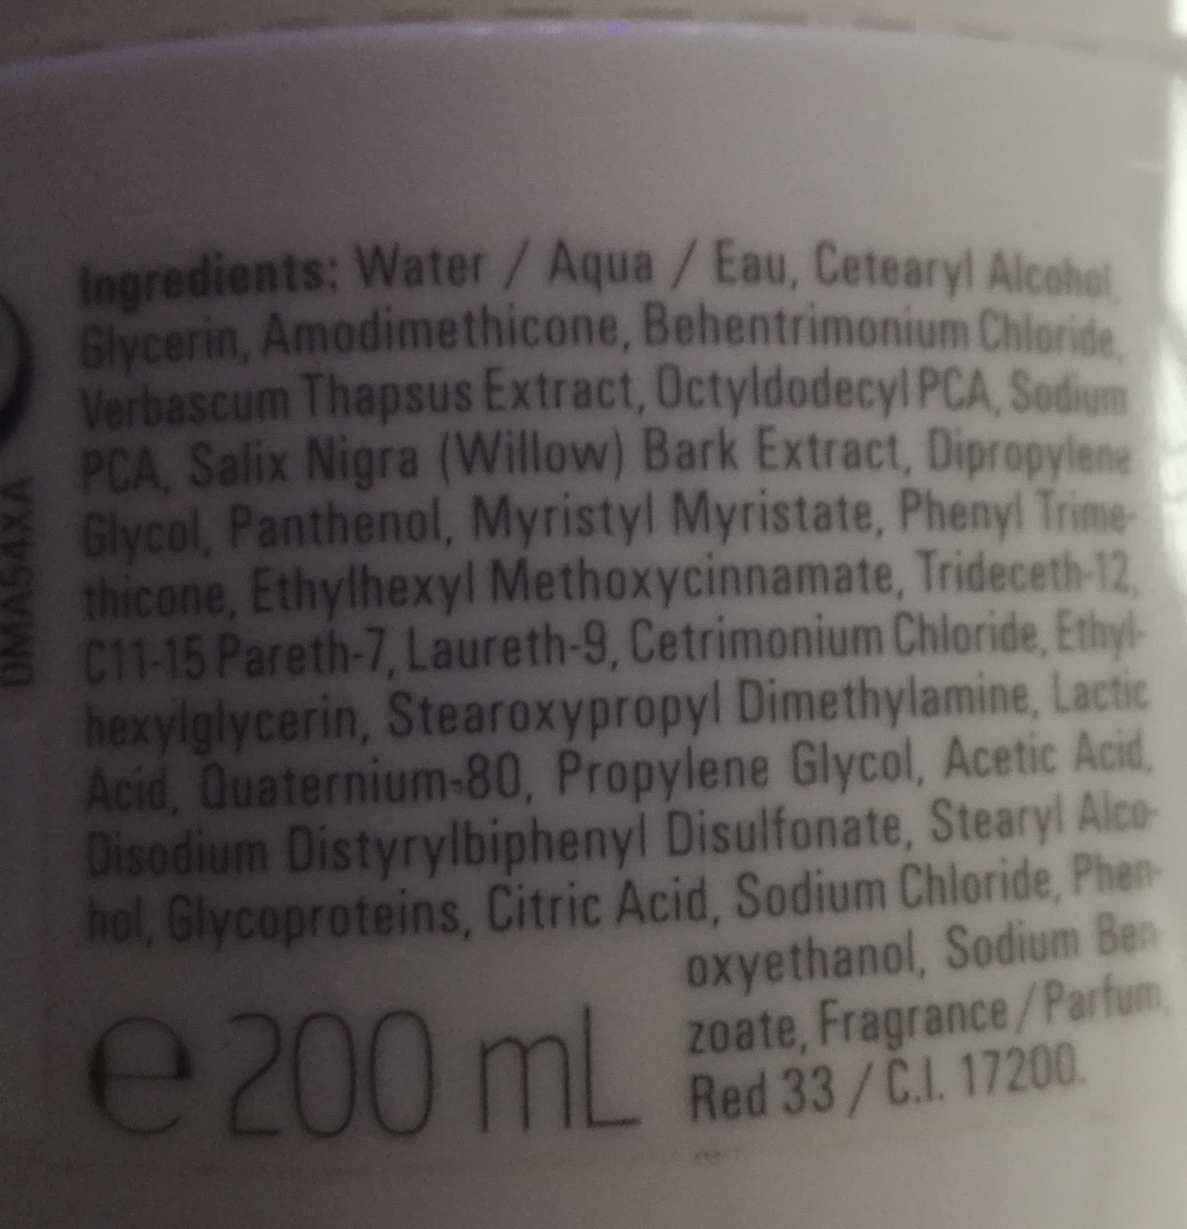 Ingredients: Water / Aqua / Eau, Cetearyl Alcohol,
Glycerin, Amodimethicone, Behentrimonium Chloride,
Verbascum Thapsus Extract, Octyldodecyl PCA, Sodium
PCA, Salix Nigra (Willow) Bark Extract, Dipropylene
Glycol, Panthenol, Myristyl Myristate, Phenyl Trime-
thicone, Ethylhexyl Methoxycinnamate, Trideceth-12,
C11-15 Pareth-7, Laureth-9, Cetrimonium Chloride, Ethyl-
hexylglycerin, Stearoxypropyl Dimethylamine, Lactic
Acid, Quaternium-80, Propylene Glycol, Acetic Acid,
Disodium Distyrylbiphenyl Disulfonate, Stearyl Alco-
hol, Glycoproteins, Citric Acid, Sodium Chloride, Phen-
oxyethanol, Sodium Ben-
zoate, Fragrance / Parfum,
Red 33 / C.I. 17200.
e 200 mL
DMA54XA